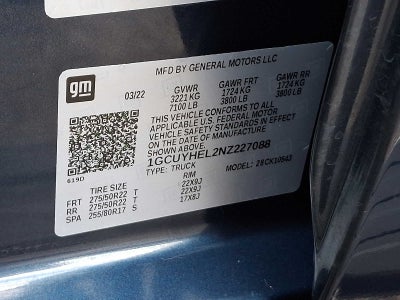 gm
MFD BY GENERAL MOTORS LLC
03/22 GVWR GAWR FRT GAWR RR
3221 KG 1724 KG 1724 KG
7100 LB 3800 LB 3800 LB
THIS VEHICLE CONFORMS TO ALL
APPLICABLE U.S. FEDERAL MOTOR
VEHICLE SAFETY STANDARDS IN EFFECT
ON THE DATE OF MANUFACTURE
1GCUYHEL2NZ227088
619D TYPE: TRUCK MODEL: 2SCK10543
TIRE SIZE RIM
FRT 275/50R22 T 22X9J
RR 275/50R22 T 22X9J
SPA 255/80R17 S 17X8J